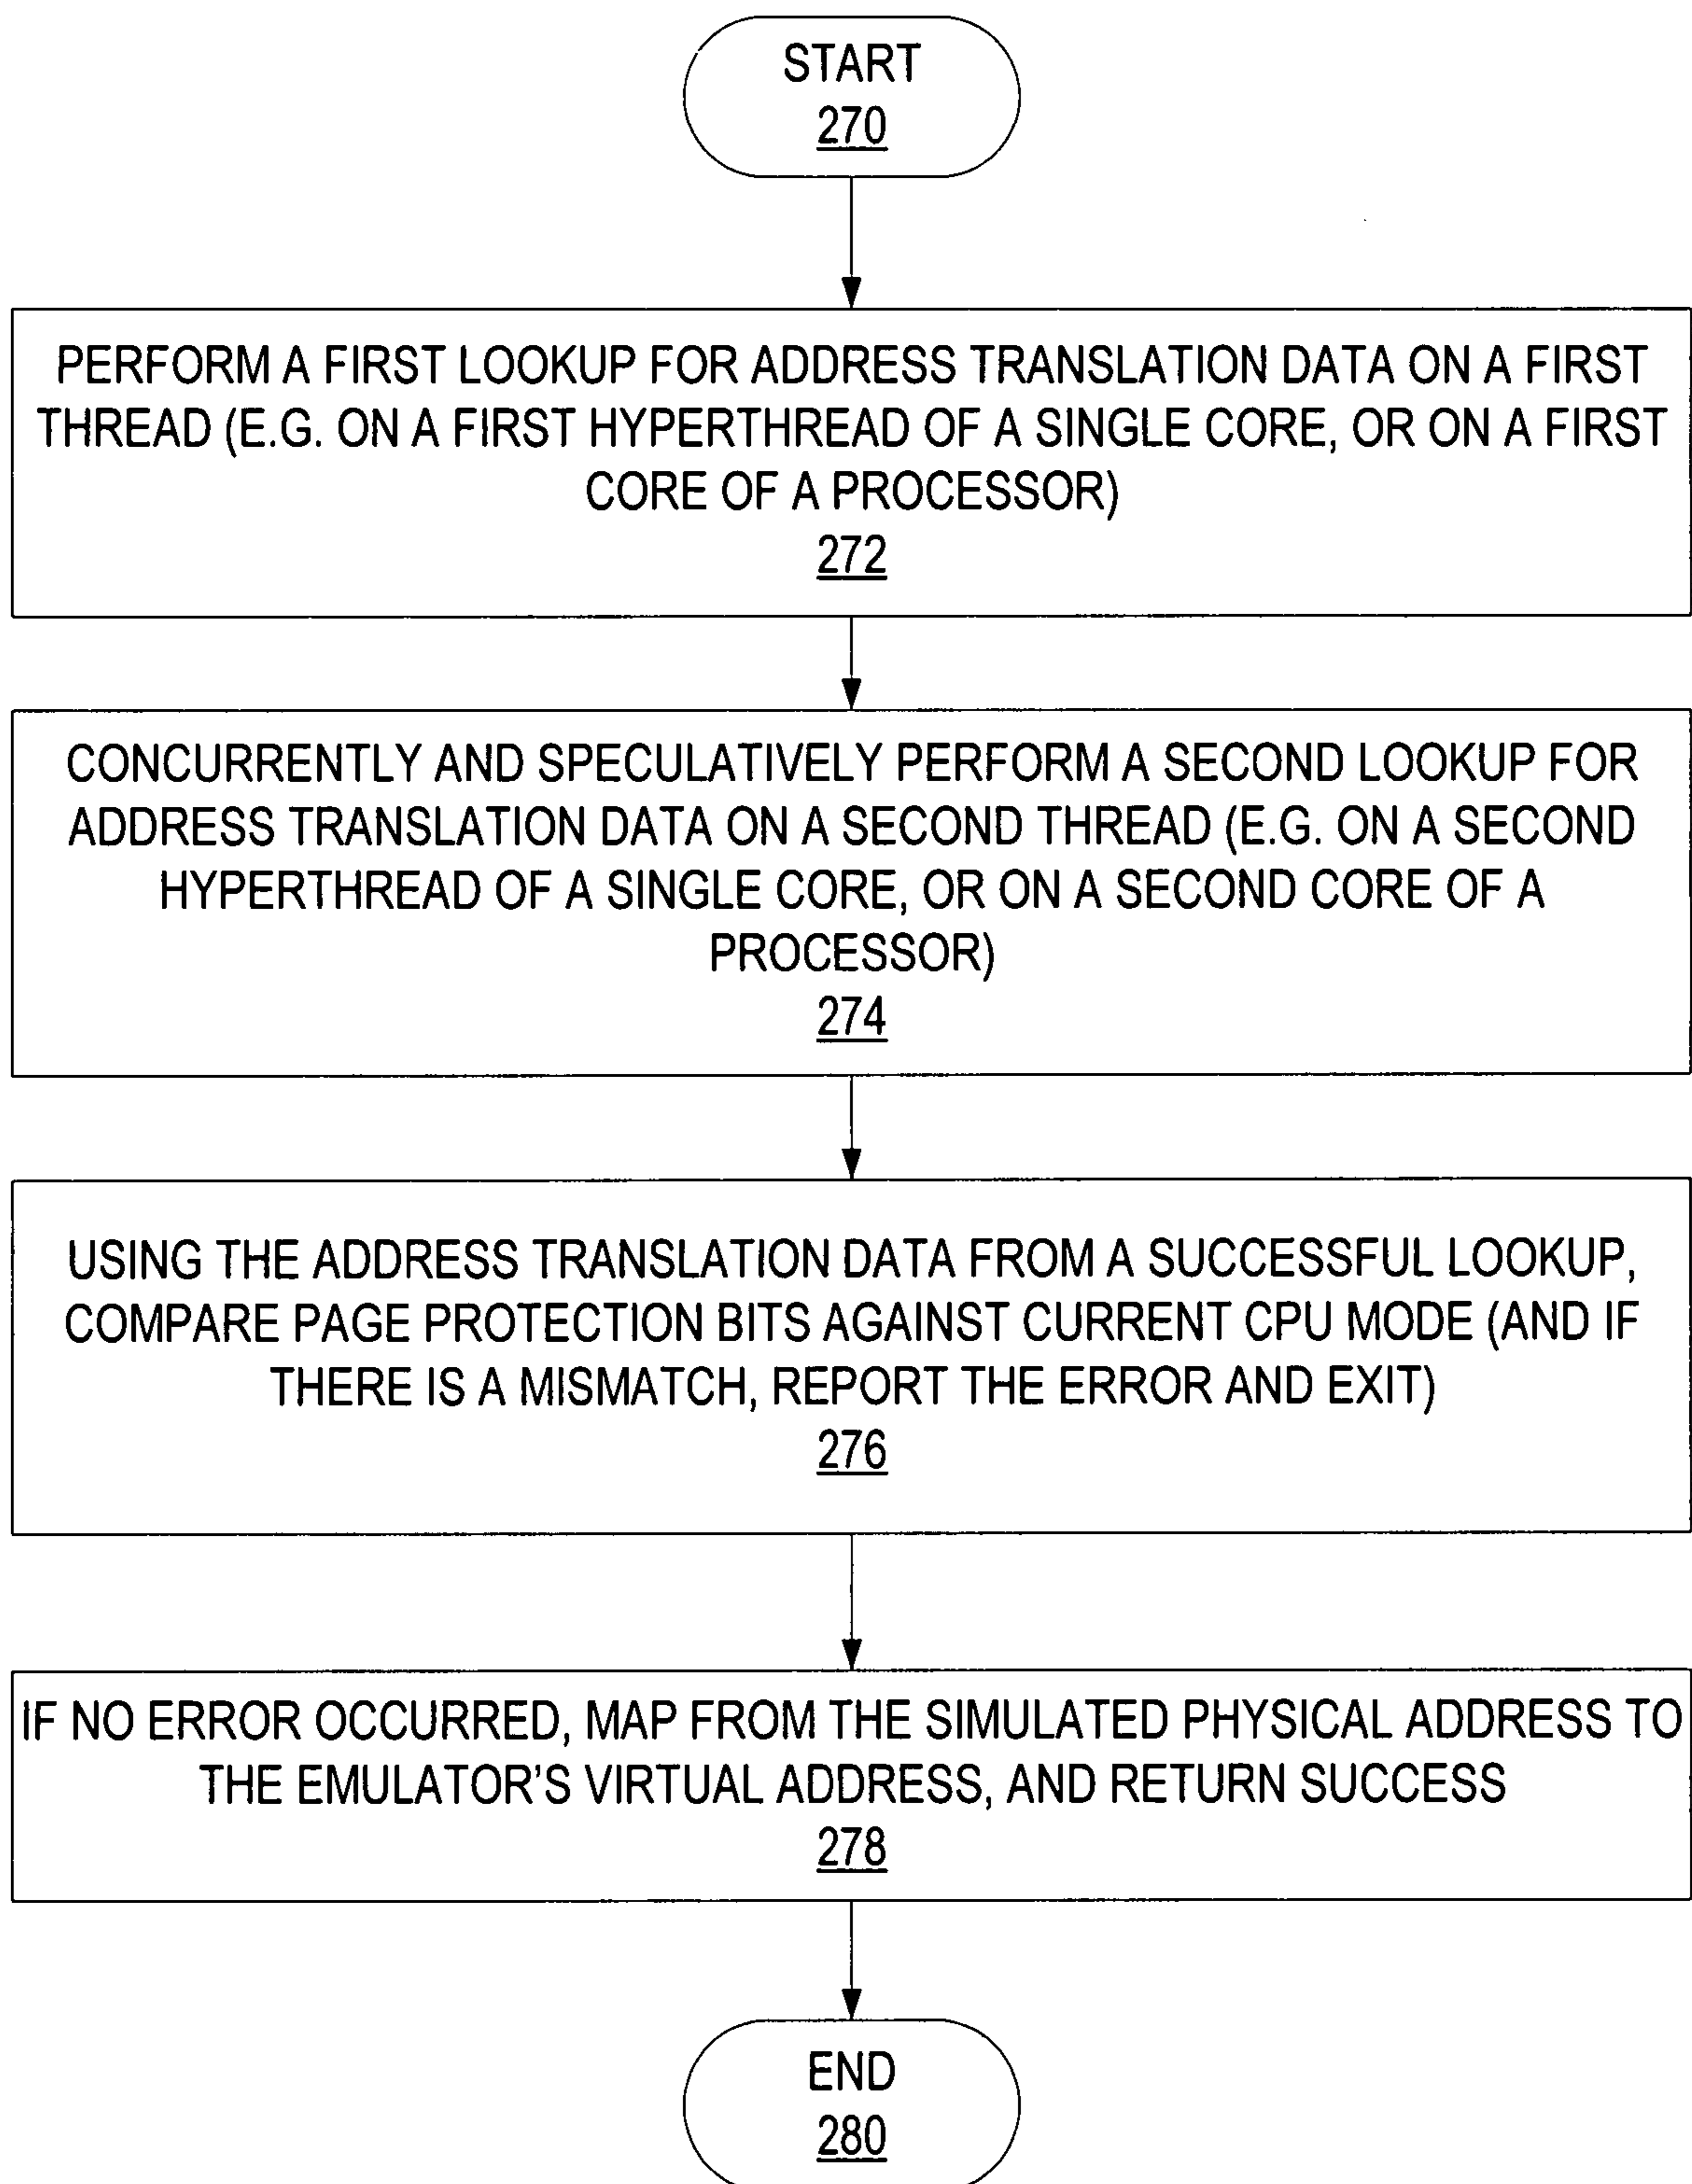 START
270
PERFORM A FIRST LOOKUP FOR ADDRESS TRANSLATION DATA ON A FIRST
THREAD (E.G. ON A FIRST HYPERTHREAD OF A SINGLE CORE, OR ON A FIRST
CORE OF A PROCESSOR)
272
CONCURRENTLY AND SPECULATIVELY PERFORM A SECOND LOOKUP FOR
ADDRESS TRANSLATION DATA ON A SECOND THREAD (E.G. ON A SECOND
HYPERTHREAD OF A SINGLE CORE, OR ON A SECOND CORE OF A
PROCESSOR)
274
USING THE ADDRESS TRANSLATION DATA FROM A SUCCESSFUL LOOKUP,
COMPARE PAGE PROTECTION BITS AGAINST CURRENT CPU MODE (AND IF
THERE IS A MISMATCH, REPORT THE ERROR AND EXIT)
276
IF NO ERROR OCCURRED, MAP FROM THE SIMULATED PHYSICAL ADDRESS TO
THE EMULATOR'S VIRTUAL ADDRESS, AND RETURN SUCCESS
278
END
280